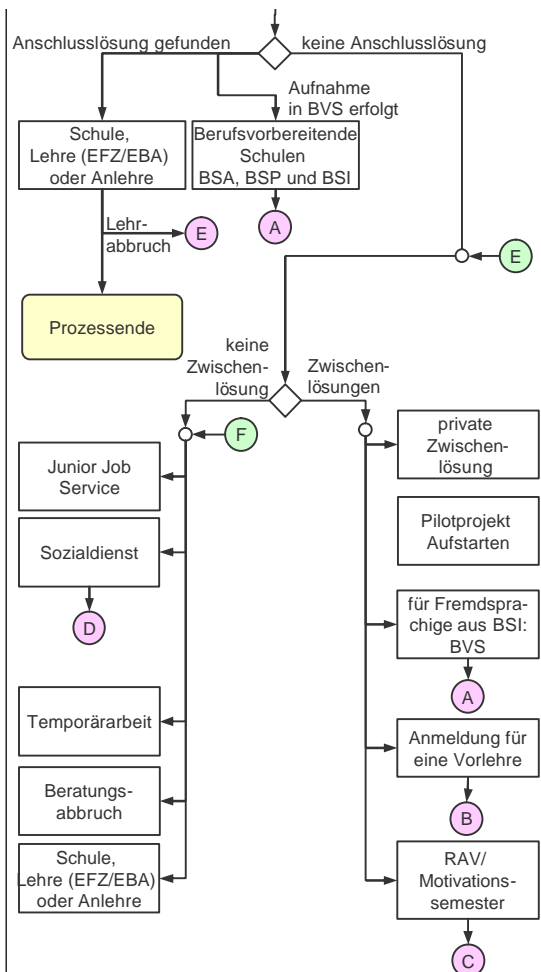 Anschlusslösung gefunden
keine Anschlusslösung
Aufnahme
in BVS erfolgt
Schule,
Lehre (EFZ/EBA)
oder Anlehre
Berufsvorbereitende
Schulen
BSA, BSP und BSI
Lehr-
abbruch
E
A
E
Prozessende
keine
Zwischen-
lösung
Zwischen-
lösungen
F
Junior Job
Service
Sozialdienst
D
Temporärarbeit
Beratungs-
abbruch
Schule,
Lehre (EFZ/EBA)
oder Anlehre
private
Zwischen-
lösung
Pilotprojekt
Aufstarten
für Fremdspra-
chige aus BSI:
BVS
A
Anmeldung für
eine Vorlehre
B
RAV/
Motivations-
semester
C